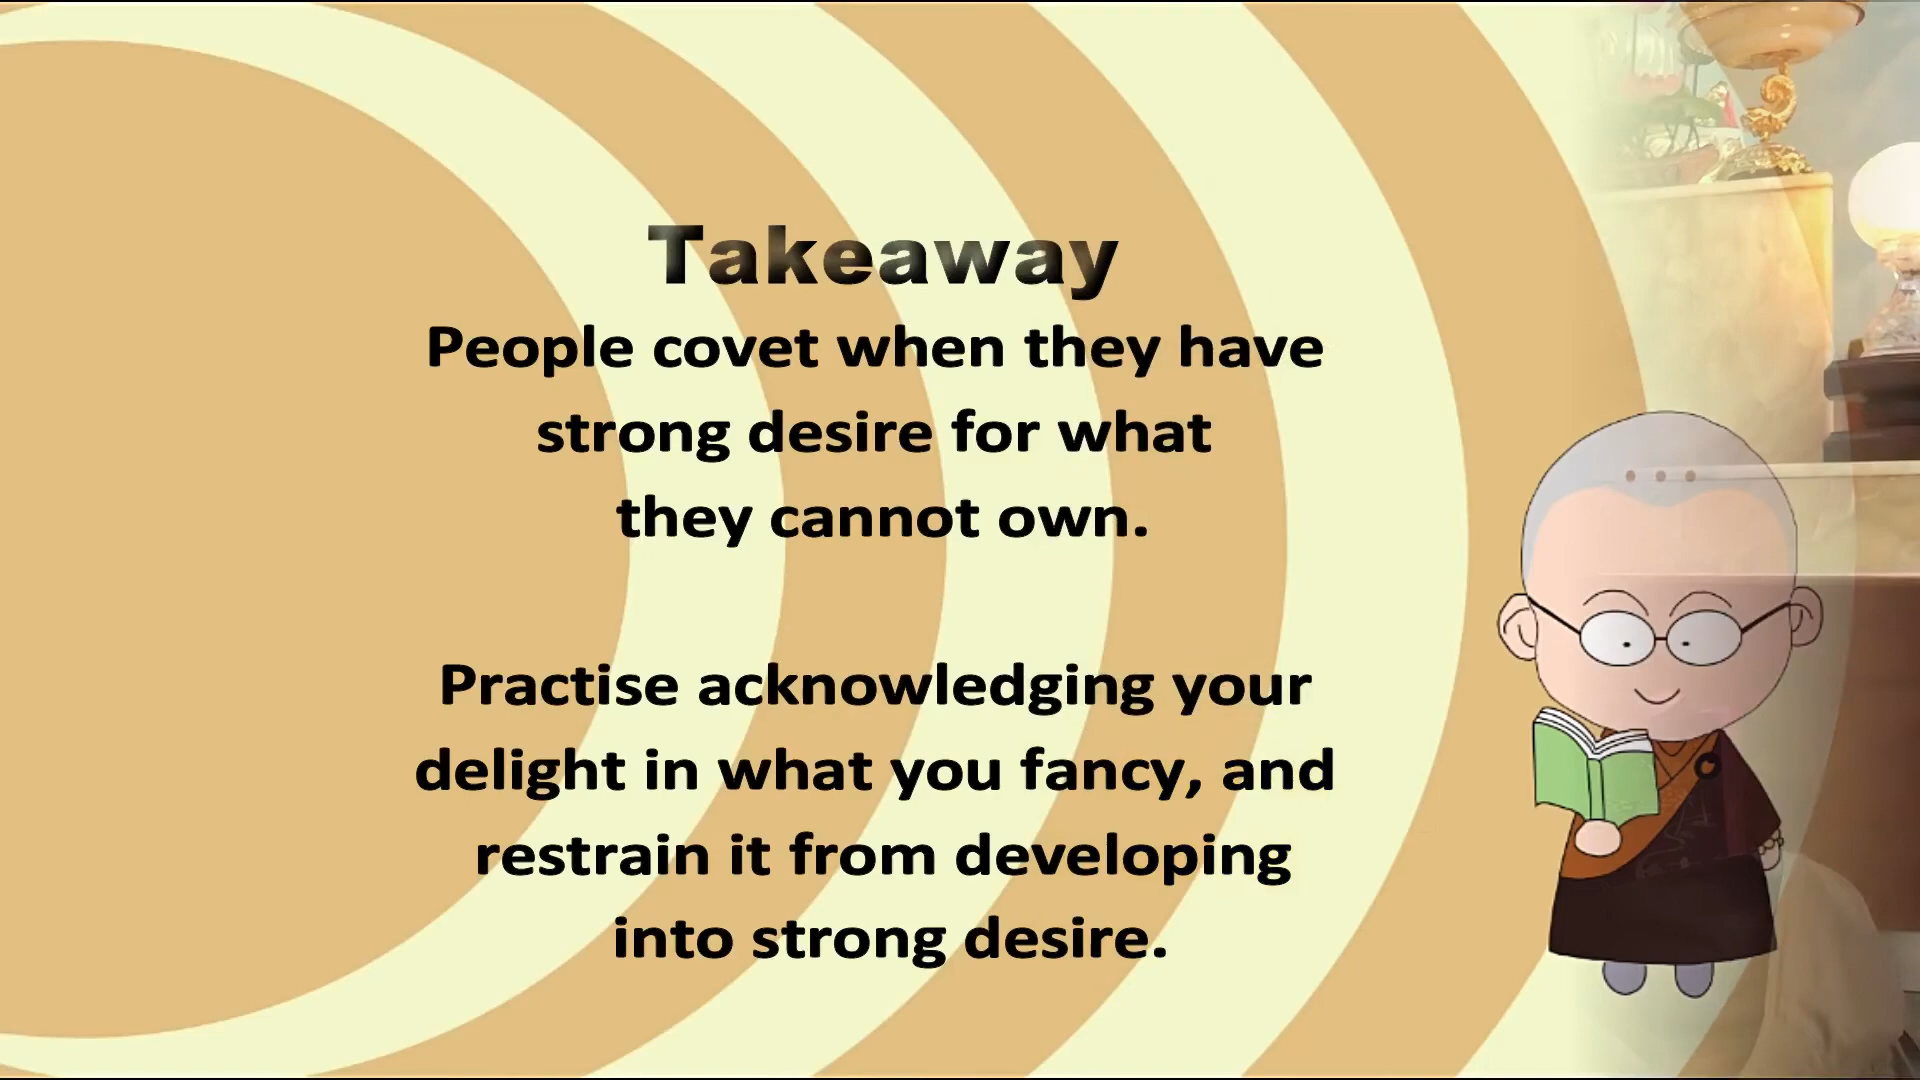 Takeaway
People covet when they have
strong desire for what
they cannot own.
Practise acknowledging your
delight in what you fancy, and
restrain it from developing
into strong desire.